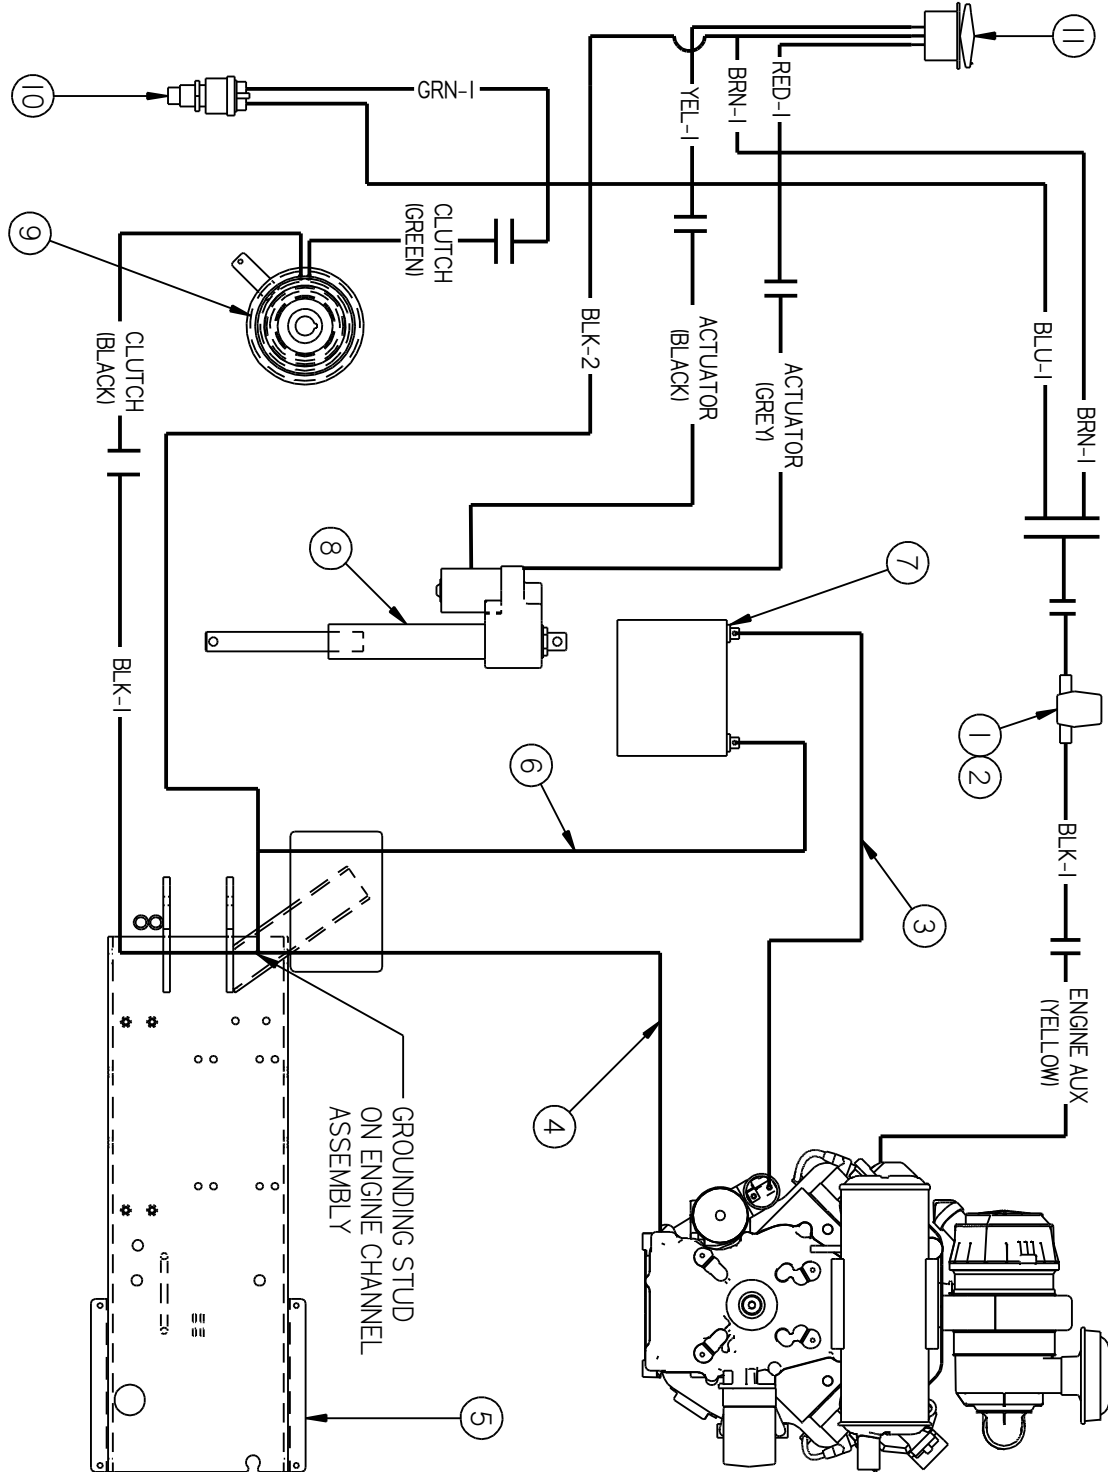 11
BRN-1
ENGINE AUX
(YELLOW)
BLK-1
BLU-1
1
2
3
7
RED-1
ACTUATOR
(GREY)
BRN-1
YEL-1
ACTUATOR
(BLACK)
BLK-2
4
6
5
GRN-1
CLUTCH
(GREEN)
GROUNDING STUD
ON ENGINE CHANNEL
ASSEMBLY
8
CLUTCH
(BLACK)
BLK-1
10
9